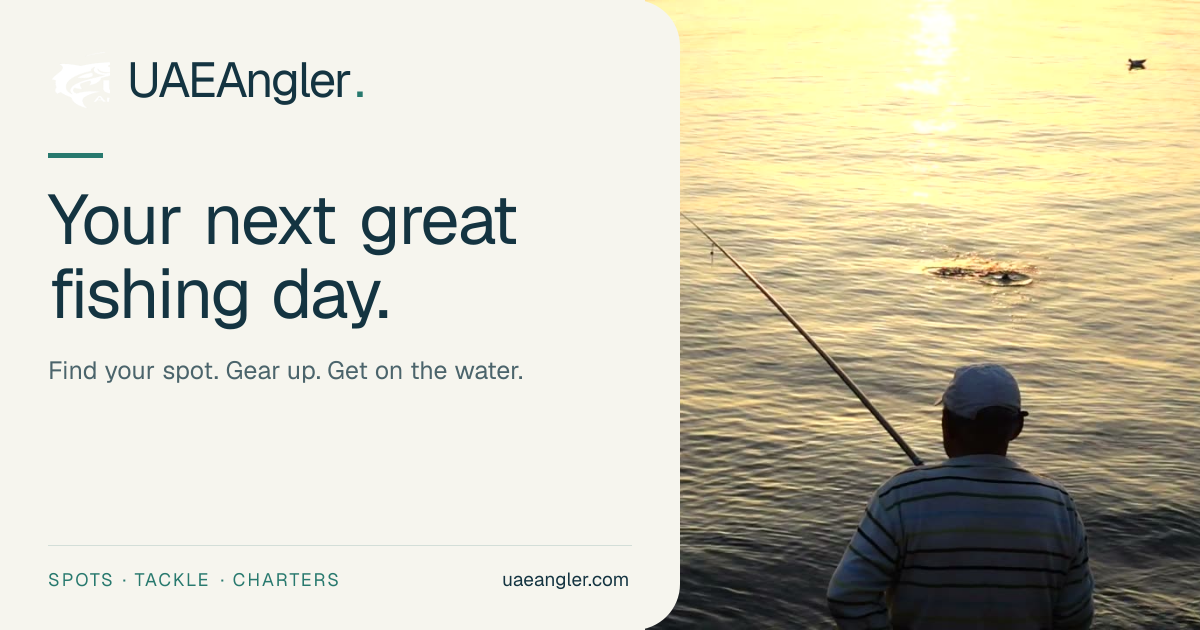 UAEAngler.
Your next great
fishing day.
Find your spot. Gear up. Get on the water.
SPOTS · TACKLE · CHARTERS
uaeangler.com